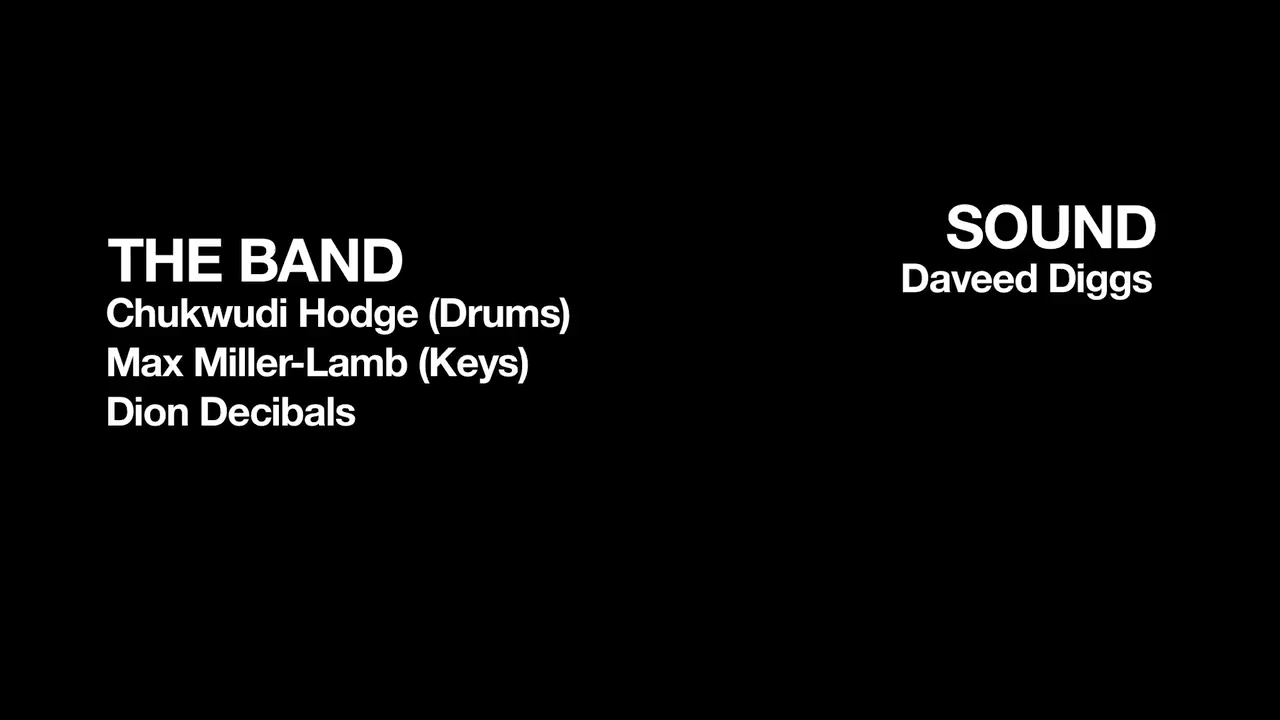 THE BAND
Chukwudi Hodge (Drums)
Max Miller-Lamb (Keys)
Dion Decibals
SOUND
Daveed Diggs